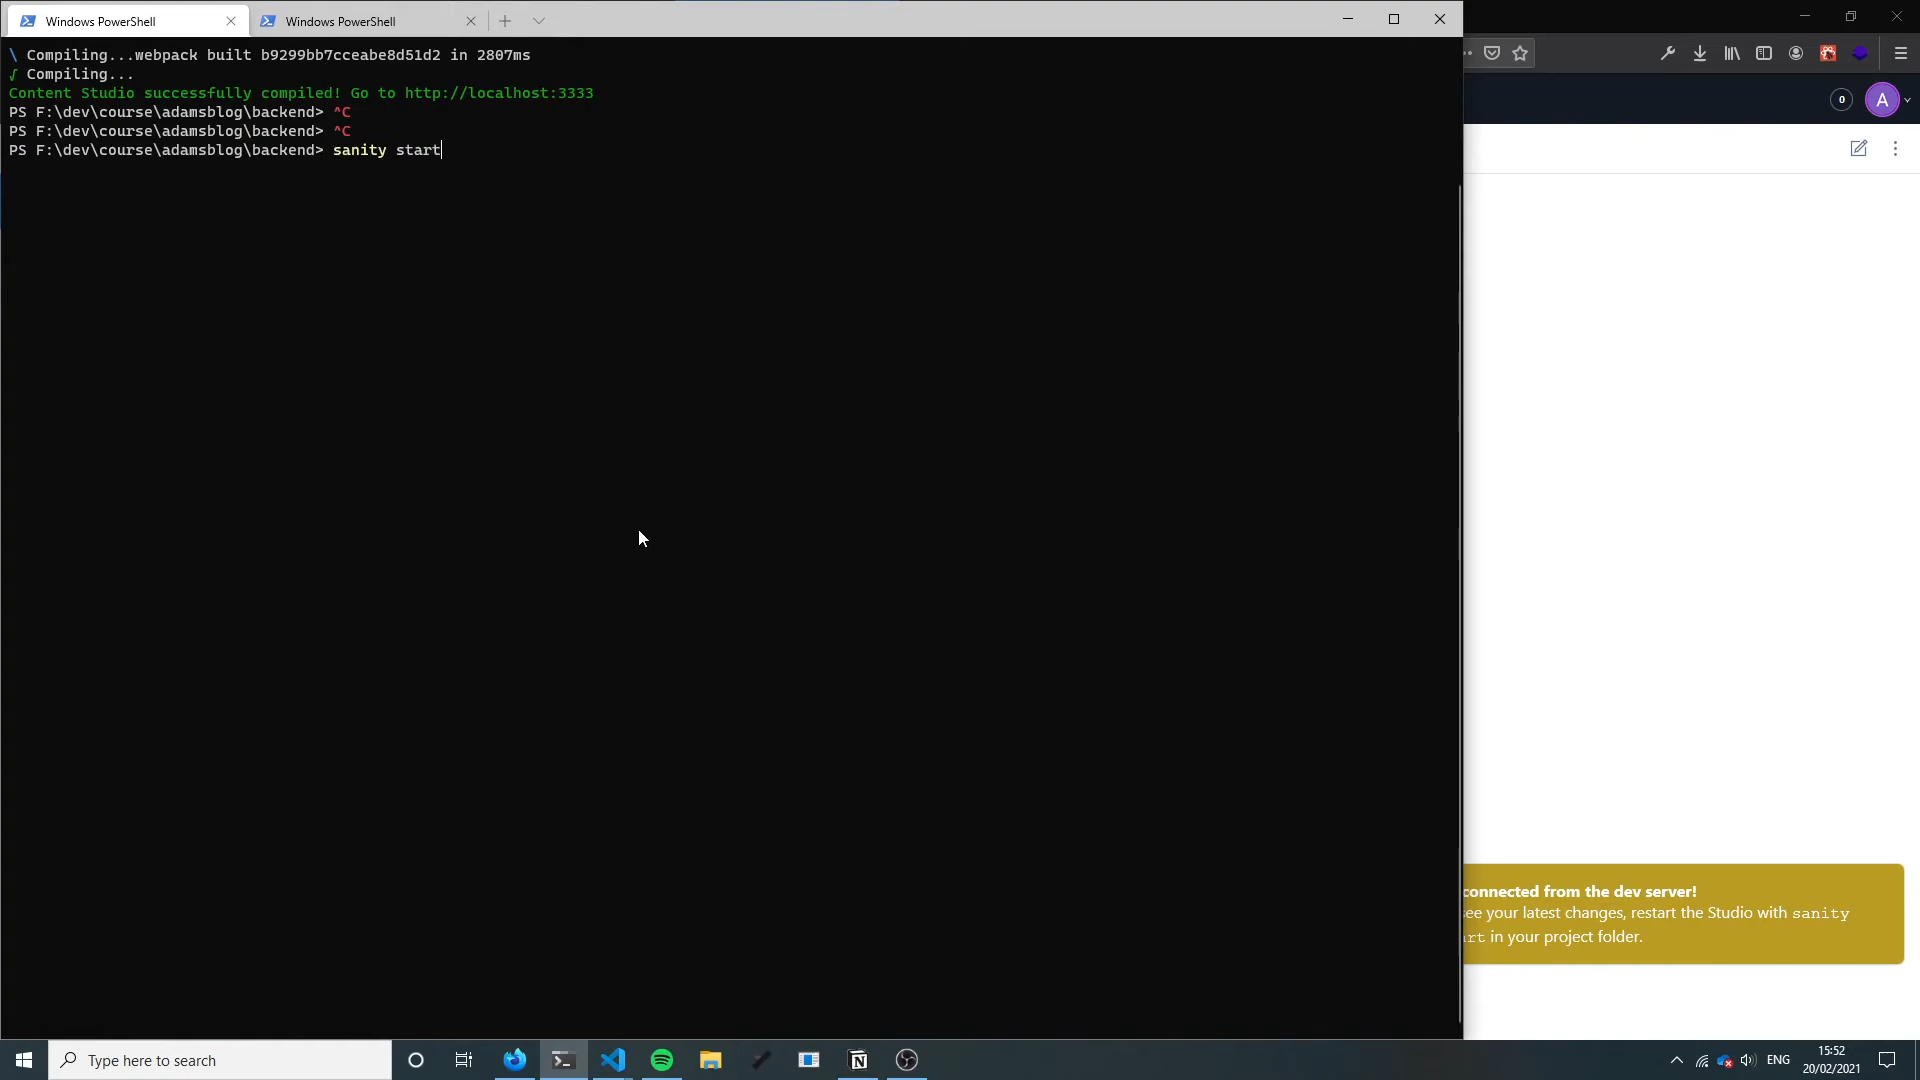 Windows PowerShell
Windows PowerShell
\ Compiling...webpack built b9299bb7cceabe8d51d2 in 2807ms
√ Compiling...
Content Studio successfully compiled! Go to http://localhost:3333
PS F:\dev\course\adamsblog\backend> ^C
PS F:\dev\course\adamsblog\backend> ^C
PS F:\dev\course\adamsblog\backend> sanity start
0
A
connected from the dev server!
see your latest changes, restart the Studio with sanity
art in your project folder.
Type here to search
ENG
15:52
20/02/2021